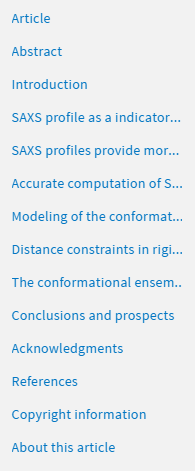 Article
Abstract
Introduction
SAXS profile as a indicator...
SAXS profiles provide mor...
Accurate computation of S...
Modeling of the conformat...
Distance constraints in rigi...
The conformational ensem..
Conclusions and prospects
Acknowledgments
References
Copyright information
About this article